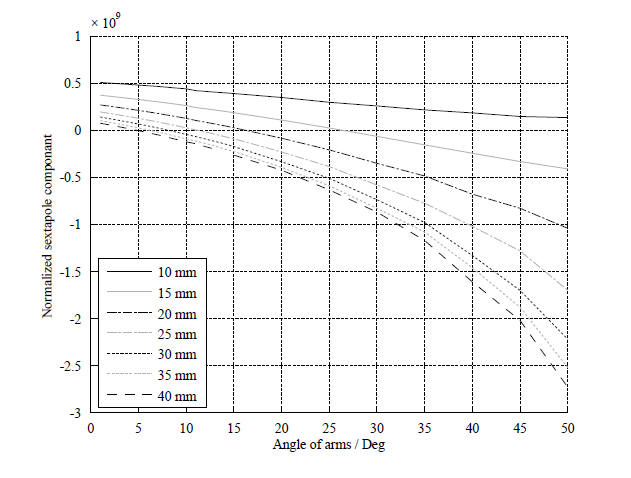 × 10⁹
1
0.5
0
-0.5
-1
-1.5
-2
-2.5
-3
Normalized sextapole componant
10 mm
15 mm
20 mm
25 mm
30 mm
35 mm
40 mm
0 5 10 15 20 25 30 35 40 45 50
Angle of arms / Deg